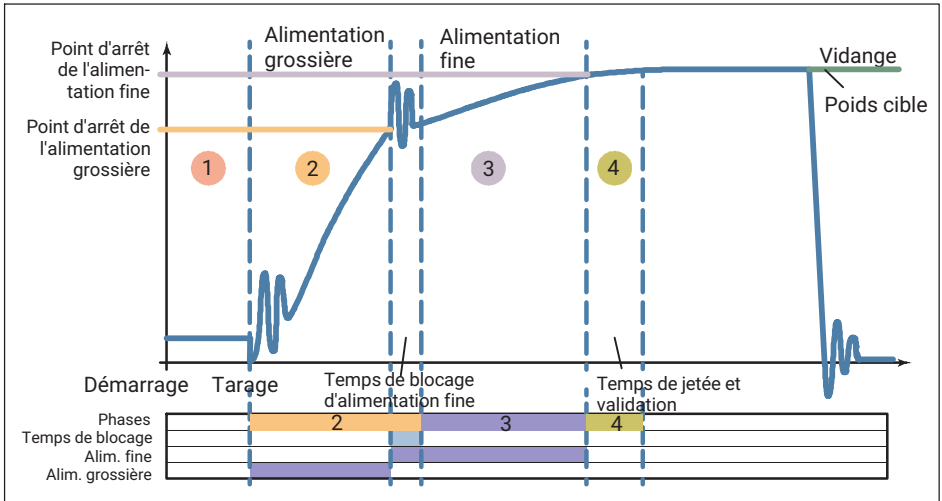 Point d'arrêt
de l'alimen-
tation fine
Alimentation
grossière
Alimentation
fine
Vidange
Poids cible
Point d'arrêt de
l'alimentation
grossière
1
2
3
4
Démarrage
Tarage
Temps de blocage
d'alimentation fine
Temps de jetée et
validation
Phases
2
3
4
Temps de blocage
Alim. fine
Alim. grossière